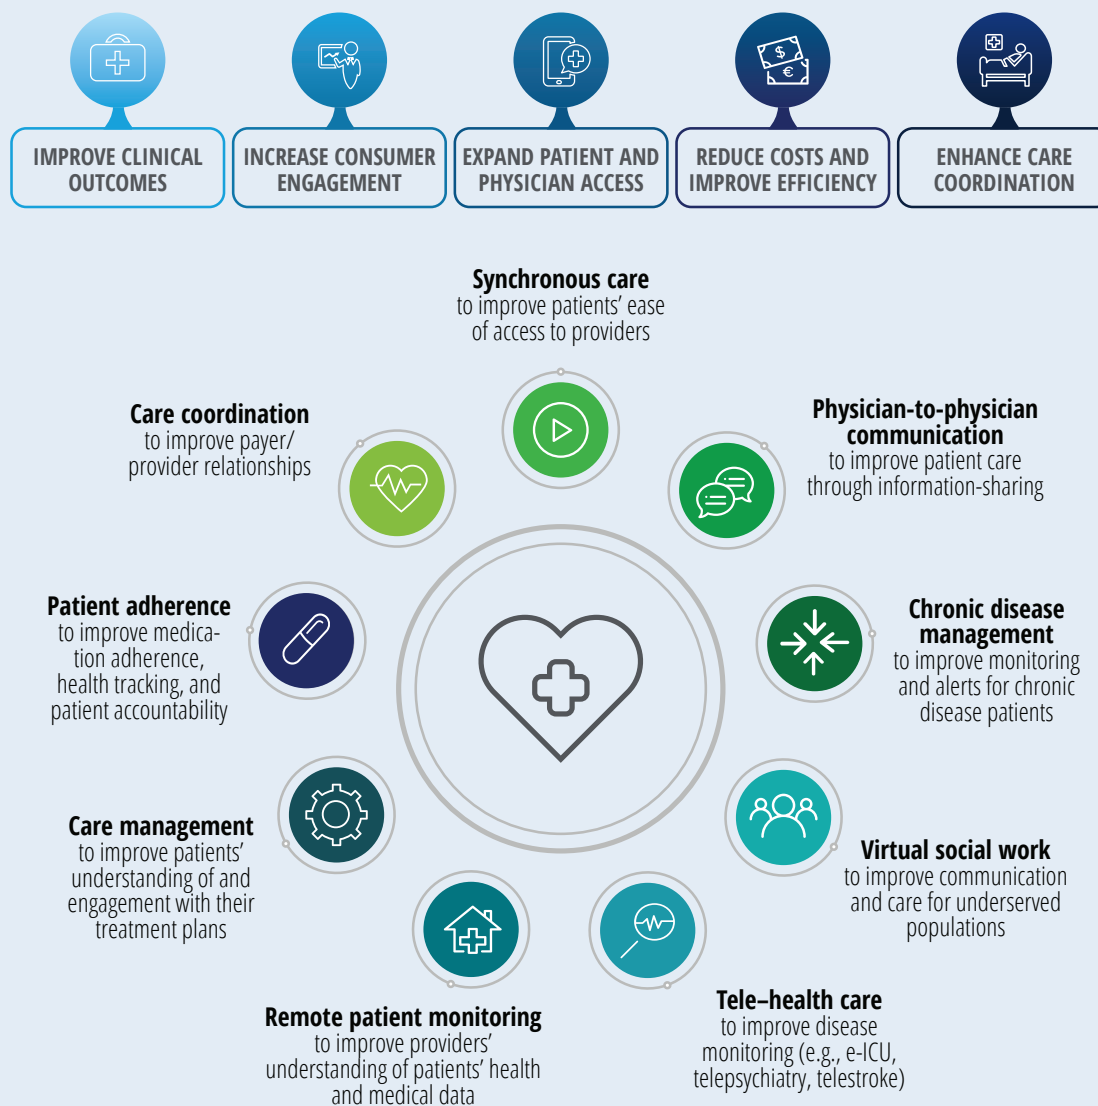 IMPROVE CLINICAL
OUTCOMES
INCREASE CONSUMER
ENGAGEMENT
EXPAND PATIENT AND
PHYSICIAN ACCESS
REDUCE COSTS AND
IMPROVE EFFICIENCY
ENHANCE CARE
COORDINATION
Synchronous care
to improve patients’ ease
of access to providers
Care coordination
to improve payer/
provider relationships
Physician-to-physician
communication
to improve patient care
through information-sharing
Patient adherence
to improve medica-
tion adherence,
health tracking, and
patient accountability
Chronic disease
management
to improve monitoring
and alerts for chronic
disease patients
Care management
to improve patients’
understanding of and
engagement with their
treatment plans
Virtual social work
to improve communication
and care for underserved
populations
Remote patient monitoring
to improve providers’
understanding of patients’ health
and medical data
Tele–health care
to improve disease
monitoring (e.g., e-ICU,
telepsychiatry, telestroke)